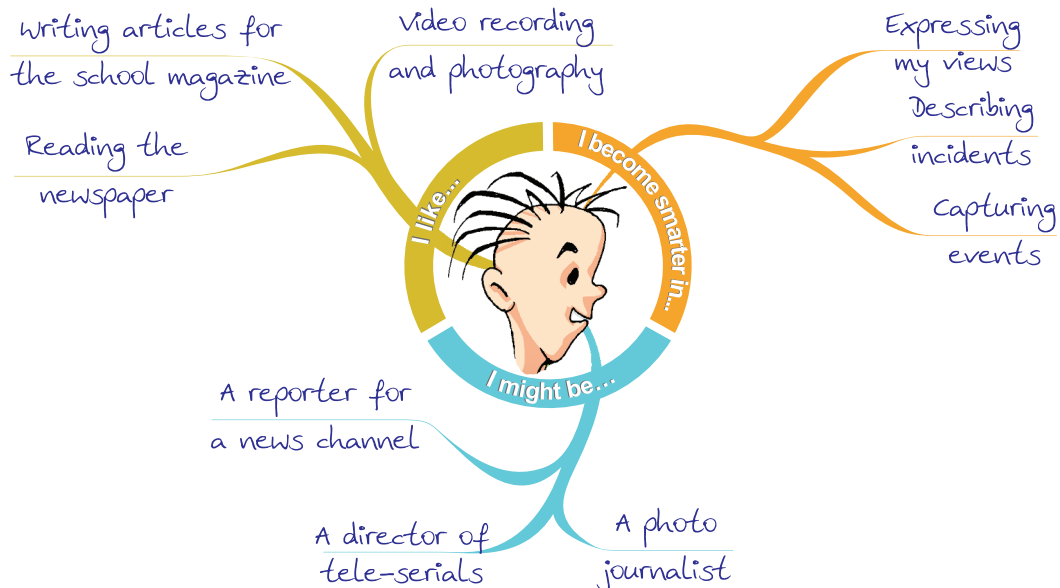 I like...
Writing articles for
the school magazine
Video recording
and photography
Reading the
newspaper
I become smarter in...
Expressing
my views
Describing
incidents
Capturing
events
I might be...
A reporter for
a news channel
A director of
tele-serials
A photo
journalist